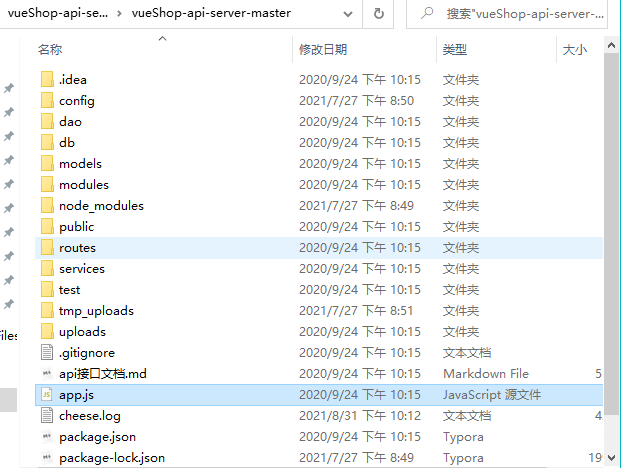 vueShop-api-se... › vueShop-api-server-master
搜索"vueShop-api-server-...
名称 修改日期 类型 大小
.idea 2020/9/24 下午 10:15 文件夹
config 2021/7/27 下午 8:50 文件夹
dao 2020/9/24 下午 10:15 文件夹
db 2020/9/24 下午 10:15 文件夹
models 2020/9/24 下午 10:15 文件夹
modules 2020/9/24 下午 10:15 文件夹
node_modules 2021/7/27 下午 8:49 文件夹
public 2020/9/24 下午 10:15 文件夹
routes 2020/9/24 下午 10:15 文件夹
services 2020/9/24 下午 10:15 文件夹
test 2020/9/24 下午 10:15 文件夹
tmp_uploads 2021/7/27 下午 8:51 文件夹
uploads 2020/9/24 下午 10:15 文件夹
Files
.gitignore 2020/9/24 下午 10:15 文本文档
api接口文档.md 2020/9/24 下午 10:15 Markdown File 5
app.js 2020/9/24 下午 10:15 JavaScript 源文件
cheese.log 2021/8/31 下午 10:12 文本文档 4
package.json 2020/9/24 下午 10:15 Typora
package-lock.json 2021/7/27 下午 8:49 Typora 19